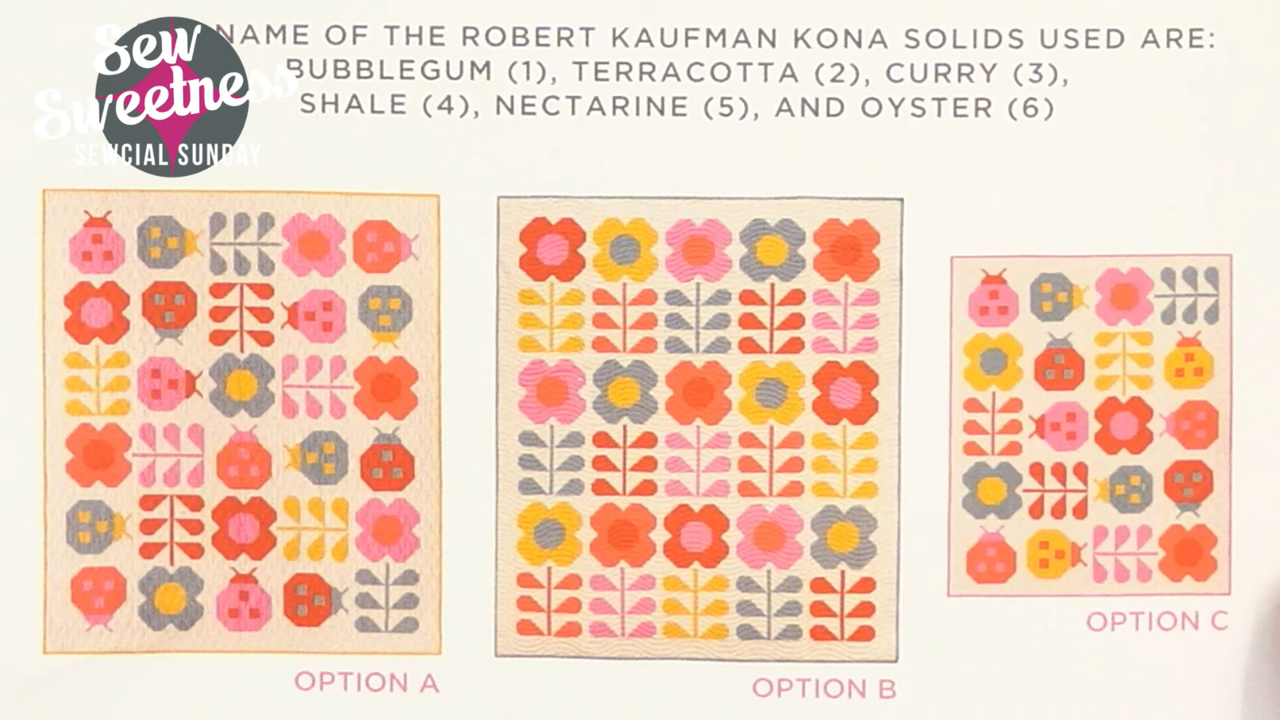 Sew
Sweetness
SEWCIAL SUNDAY
NAME OF THE ROBERT KAUFMAN KONA SOLIDS USED ARE:
BUBBLEGUM (1), TERRACOTTA (2), CURRY (3),
SHALE (4), NECTARINE (5), AND OYSTER (6)
OPTION A
OPTION B
OPTION C